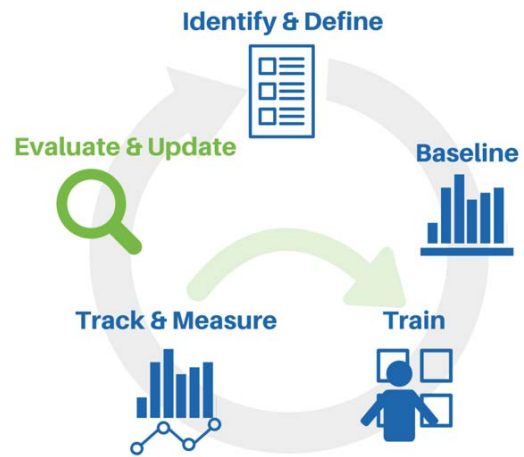 Identify & Define
Evaluate & Update
Baseline
Track & Measure
Train